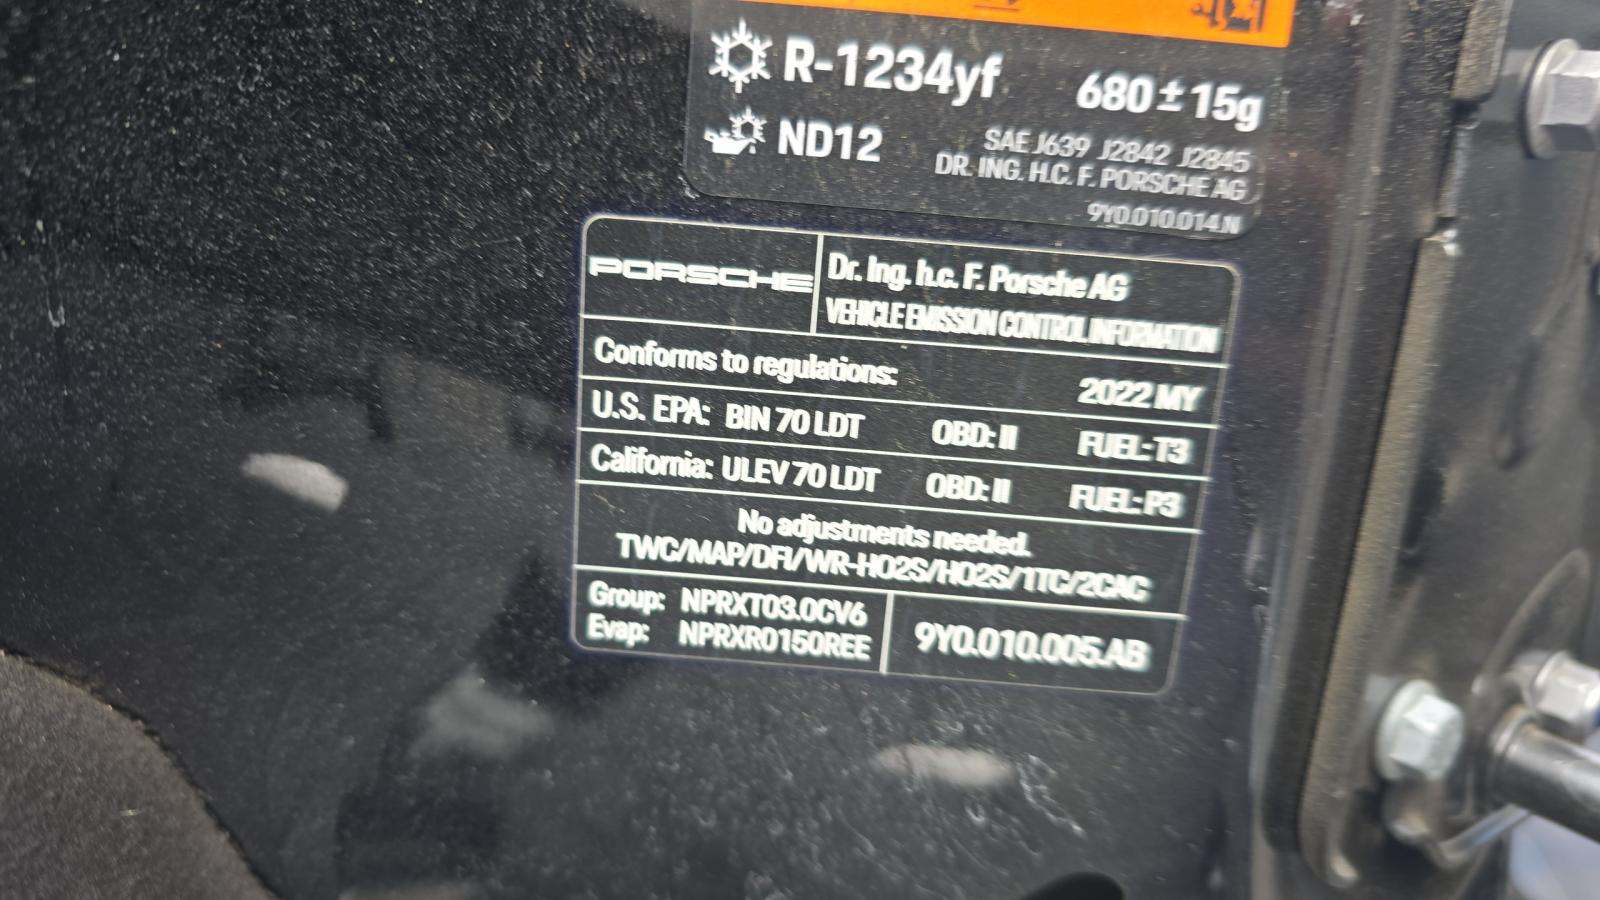 R-1234yf 680 ± 15g
ND12
SAE J639 J2842 J2845
DR. ING. H.C. F. PORSCHE AG
9Y0.010.014.N
PORSCHE
Dr. Ing. h.c. F. Porsche AG
VEHICLE EMISSION CONTROL INFORMATION
Conforms to regulations: 2022 MY
U.S. EPA: BIN 70 LDT OBD: II FUEL: T3
California: ULEV 70 LDT OBD: II FUEL: P3
No adjustments needed.
TWC/MAP/DFI/WR-HO2S/HO2S/1TC/2CAC
Group: NPRXT03.0CV6
Evap: NPRXR0150REE
9Y0.010.005.AB